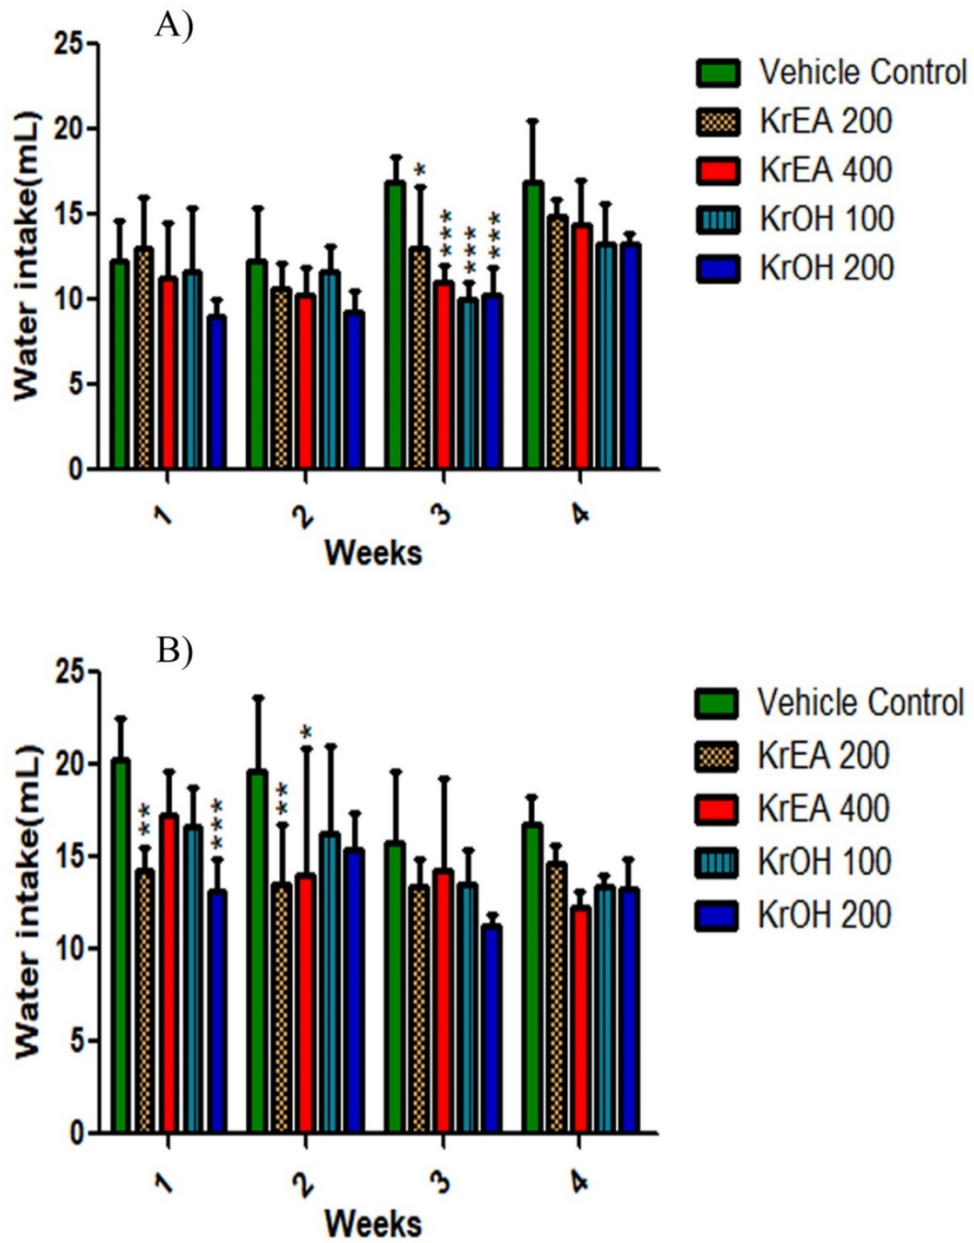 A)
25
20
15
10
5
0
Water intake(mL)
*
***
***
***
1
2
3
4
Weeks
Vehicle Control
KrEA 200
KrEA 400
KrOH 100
KrOH 200
B)
25
20
15
10
5
0
Water intake(mL)
**
***
**
*
1
2
3
4
Weeks
Vehicle Control
KrEA 200
KrEA 400
KrOH 100
KrOH 200